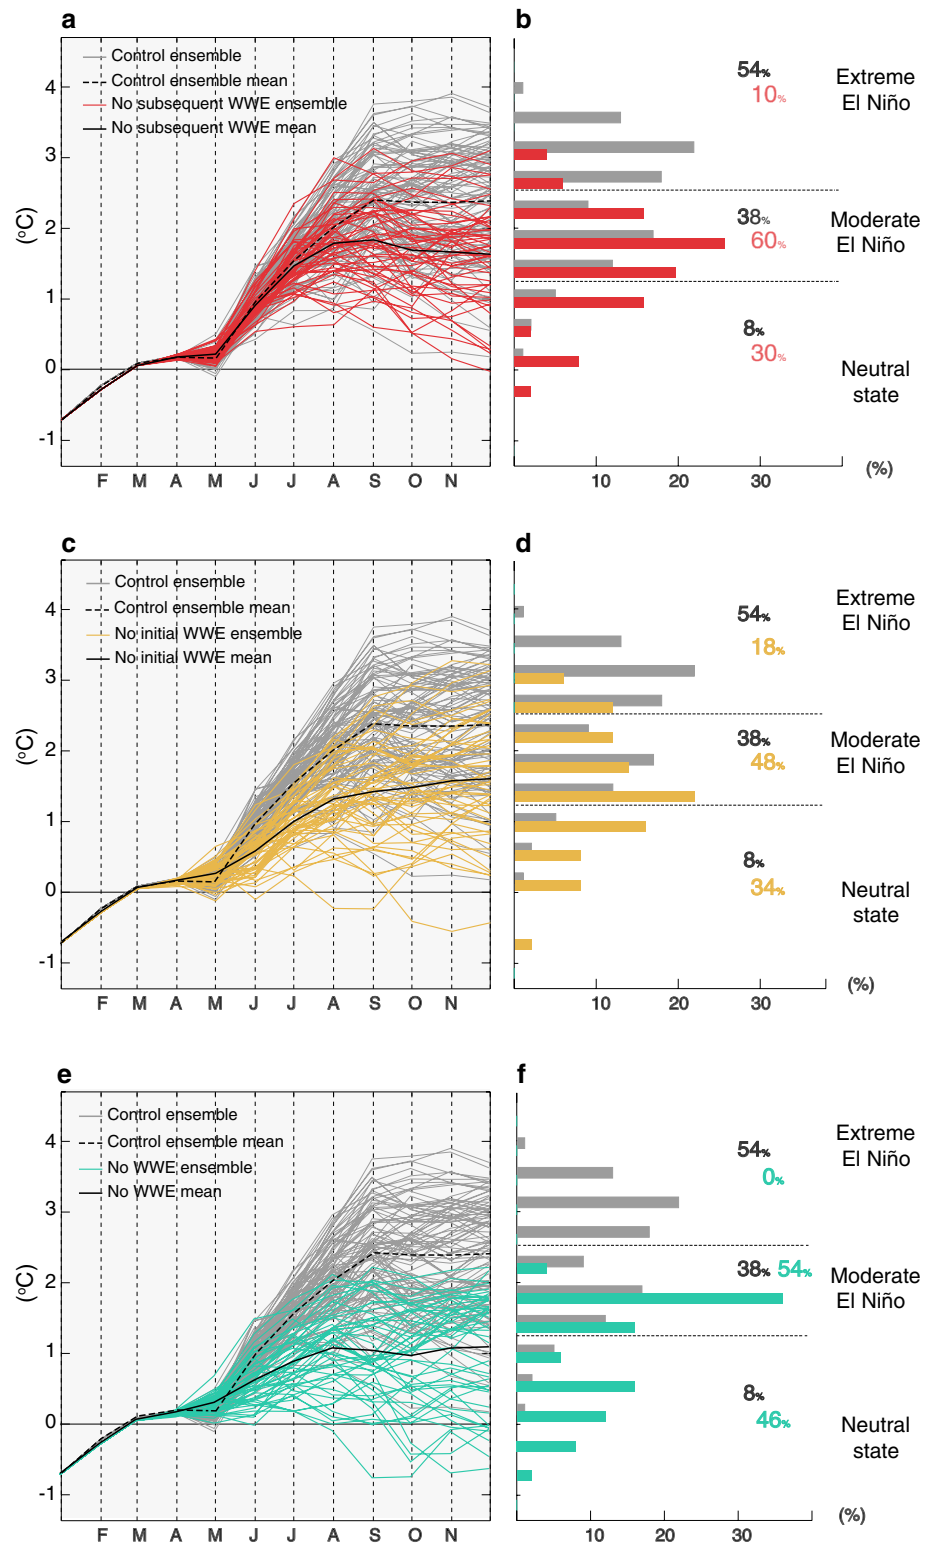 a
Control ensemble
Control ensemble mean
No subsequent WWE ensemble
No subsequent WWE mean
4
3
2
1
0
-1
(°C)
F M A M J J A S O N
b
54%
10%
Extreme
El Niño
38%
60%
Moderate
El Niño
8%
30%
Neutral
state
(%)
10 20 30
c
Control ensemble
Control ensemble mean
No initial WWE ensemble
No initial WWE mean
4
3
2
1
0
-1
(°C)
F M A M J J A S O N
d
54%
18%
Extreme
El Niño
38%
48%
Moderate
El Niño
8%
34%
Neutral
state
(%)
10 20 30
e
Control ensemble
Control ensemble mean
No WWE ensemble
No WWE mean
4
3
2
1
0
-1
(°C)
F M A M J J A S O N
f
54%
0%
Extreme
El Niño
38% 54%
Moderate
El Niño
8%
46%
Neutral
state
(%)
10 20 30